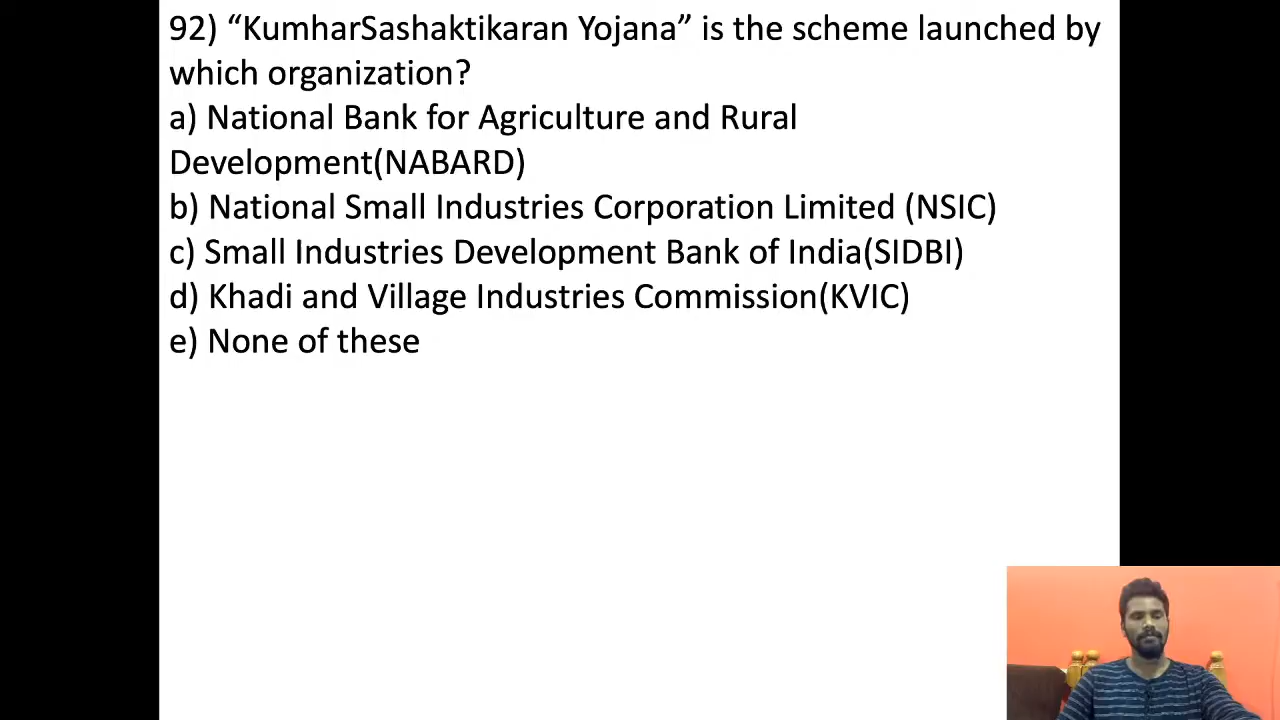 92) “KumharSashaktikaran Yojana” is the scheme launched by
which organization?
a) National Bank for Agriculture and Rural
Development(NABARD)
b) National Small Industries Corporation Limited (NSIC)
c) Small Industries Development Bank of India(SIDBI)
d) Khadi and Village Industries Commission(KVIC)
e) None of these